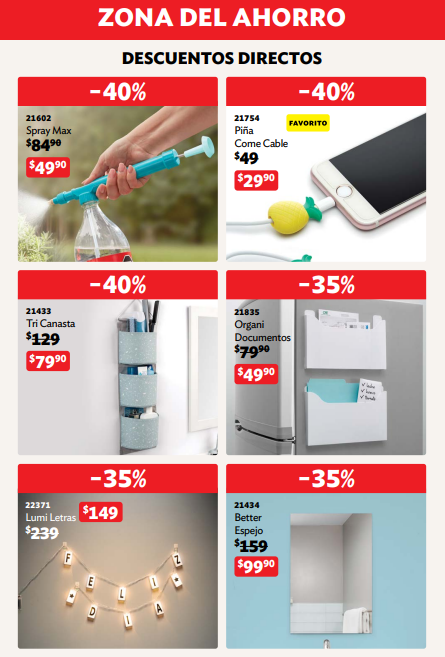 ZONA DEL AHORRO
DESCUENTOS DIRECTOS
-40%
21602
Spray Max
$84.90
$49.90
-40%
21754
Piña
Come Cable
FAVORITO
$49
$29.90
-40%
21433
Tri Canasta
$129
$79.90
-35%
21835
Organi
Documentos
$79.90
$49.90
-35%
22371
Lumi Letras
$149
$239
FELIZ
DIA
-35%
21434
Better
Espejo
$159
$99.90